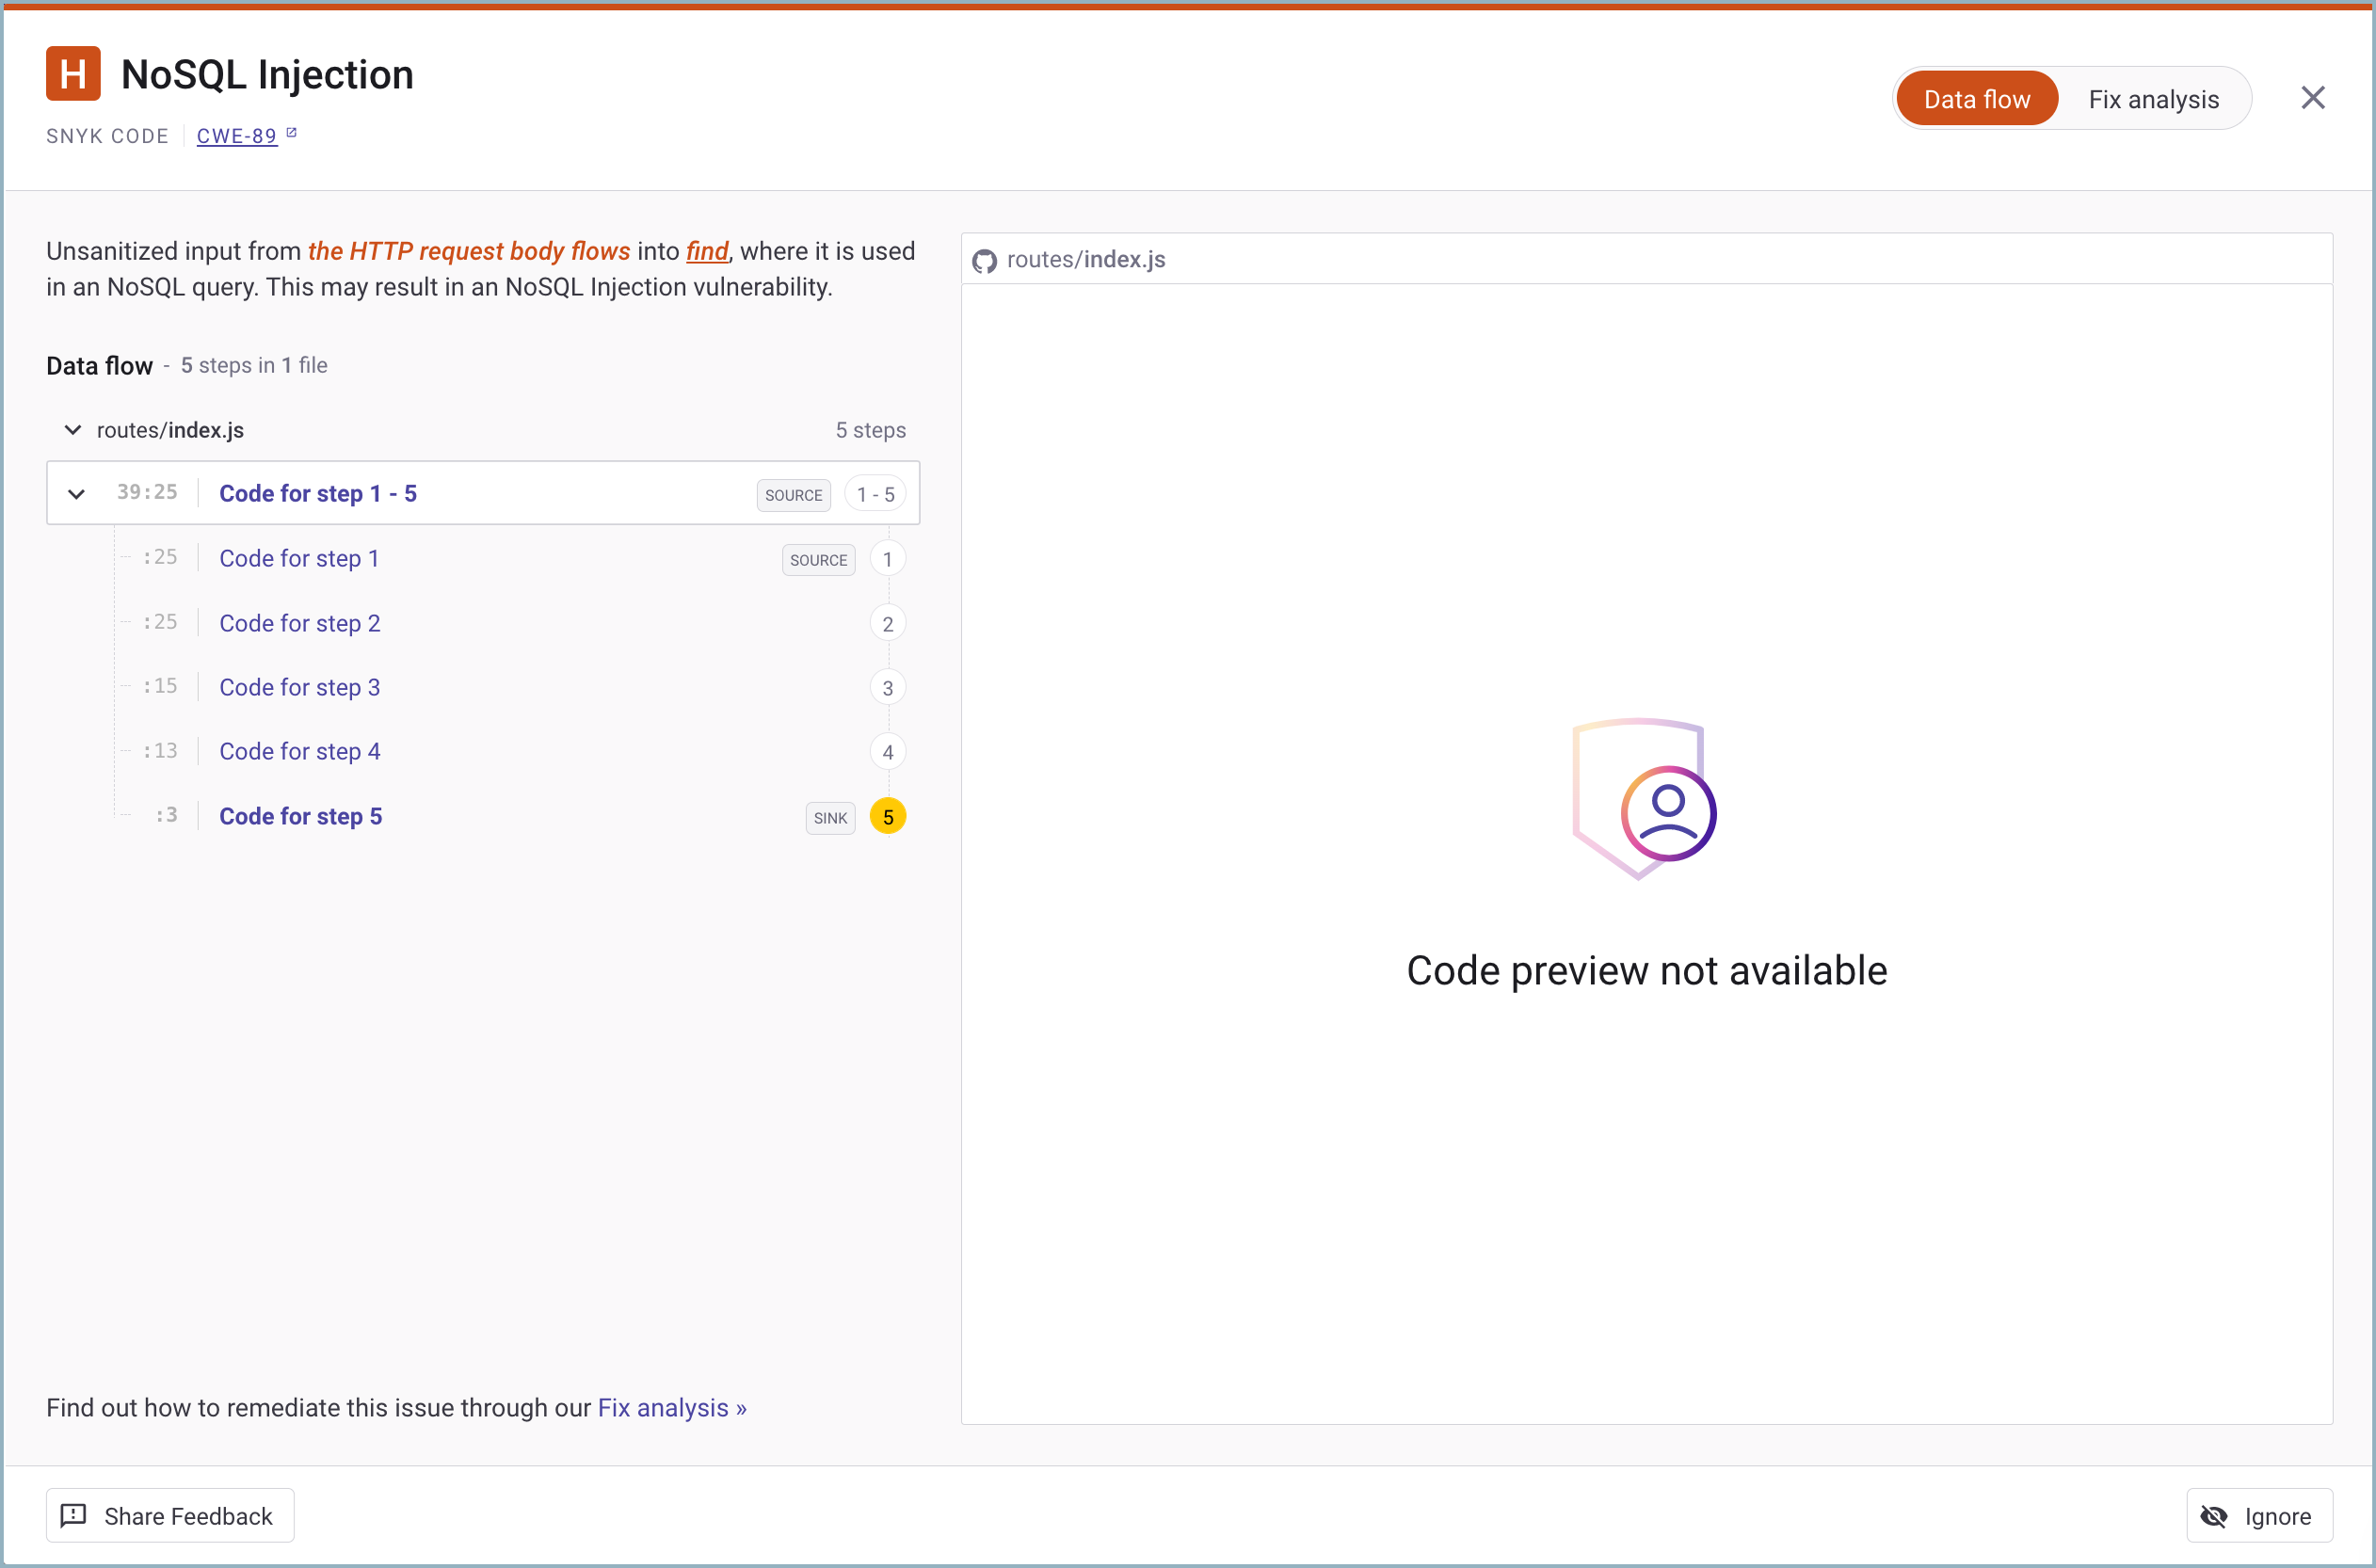 H NoSQL Injection
SNYK CODE CWE-89
Data flow Fix analysis
Unsanitized input from the HTTP request body flows into find, where it is used
in an NoSQL query. This may result in an NoSQL Injection vulnerability.
Data flow - 5 steps in 1 file
routes/index.js 5 steps
39:25 Code for step 1 - 5 SOURCE 1 - 5
:25 Code for step 1 SOURCE 1
:25 Code for step 2 2
:15 Code for step 3 3
:13 Code for step 4 4
:3 Code for step 5 SINK 5
Find out how to remediate this issue through our Fix analysis »
routes/index.js
Code preview not available
Share Feedback
Ignore